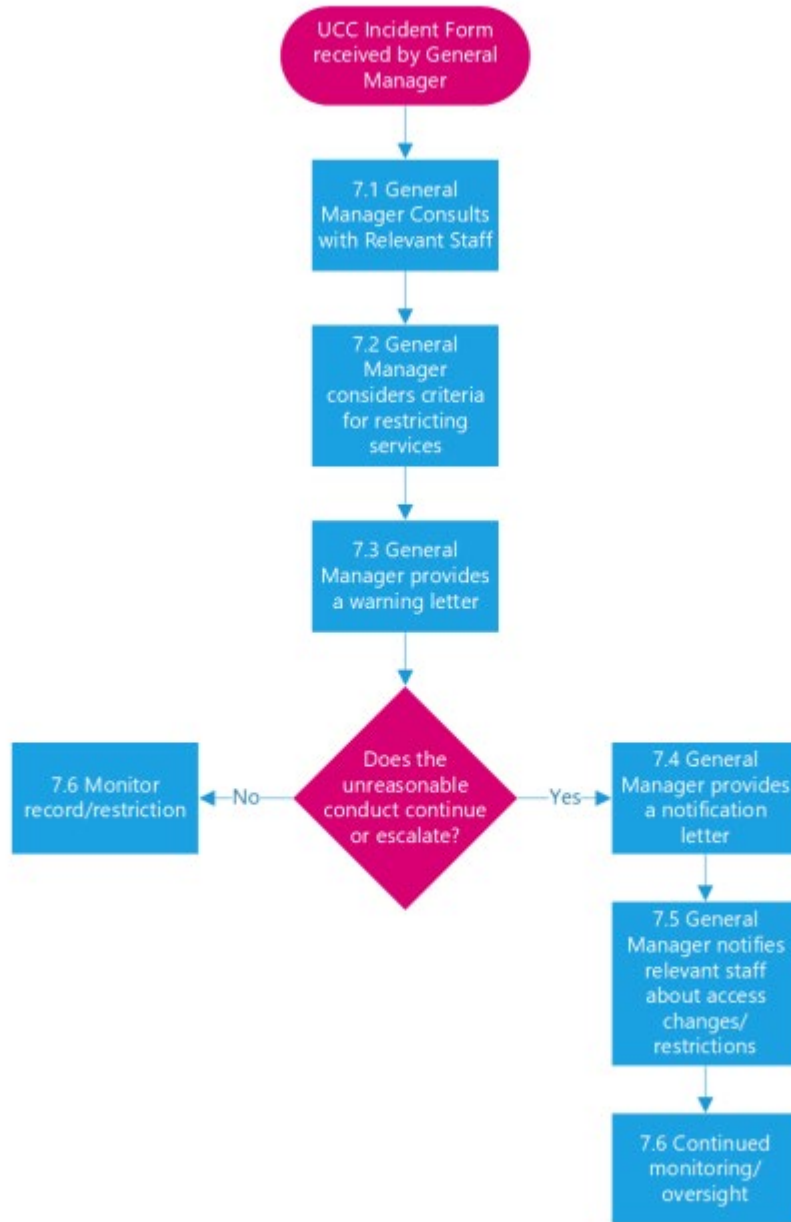 UCC Incident Form
received by General
Manager
7.1 General
Manager Consults
with Relevant Staff
7.2 General
Manager
considers criteria
for restricting
services
7.3 General
Manager provides
a warning letter
Does the
unreasonable
conduct continue
or escalate?
No
7.6 Monitor
record/restriction
Yes
7.4 General
Manager provides
a notification
letter
7.5 General
Manager notifies
relevant staff
about access
changes/
restrictions
7.6 Continued
monitoring/
oversight